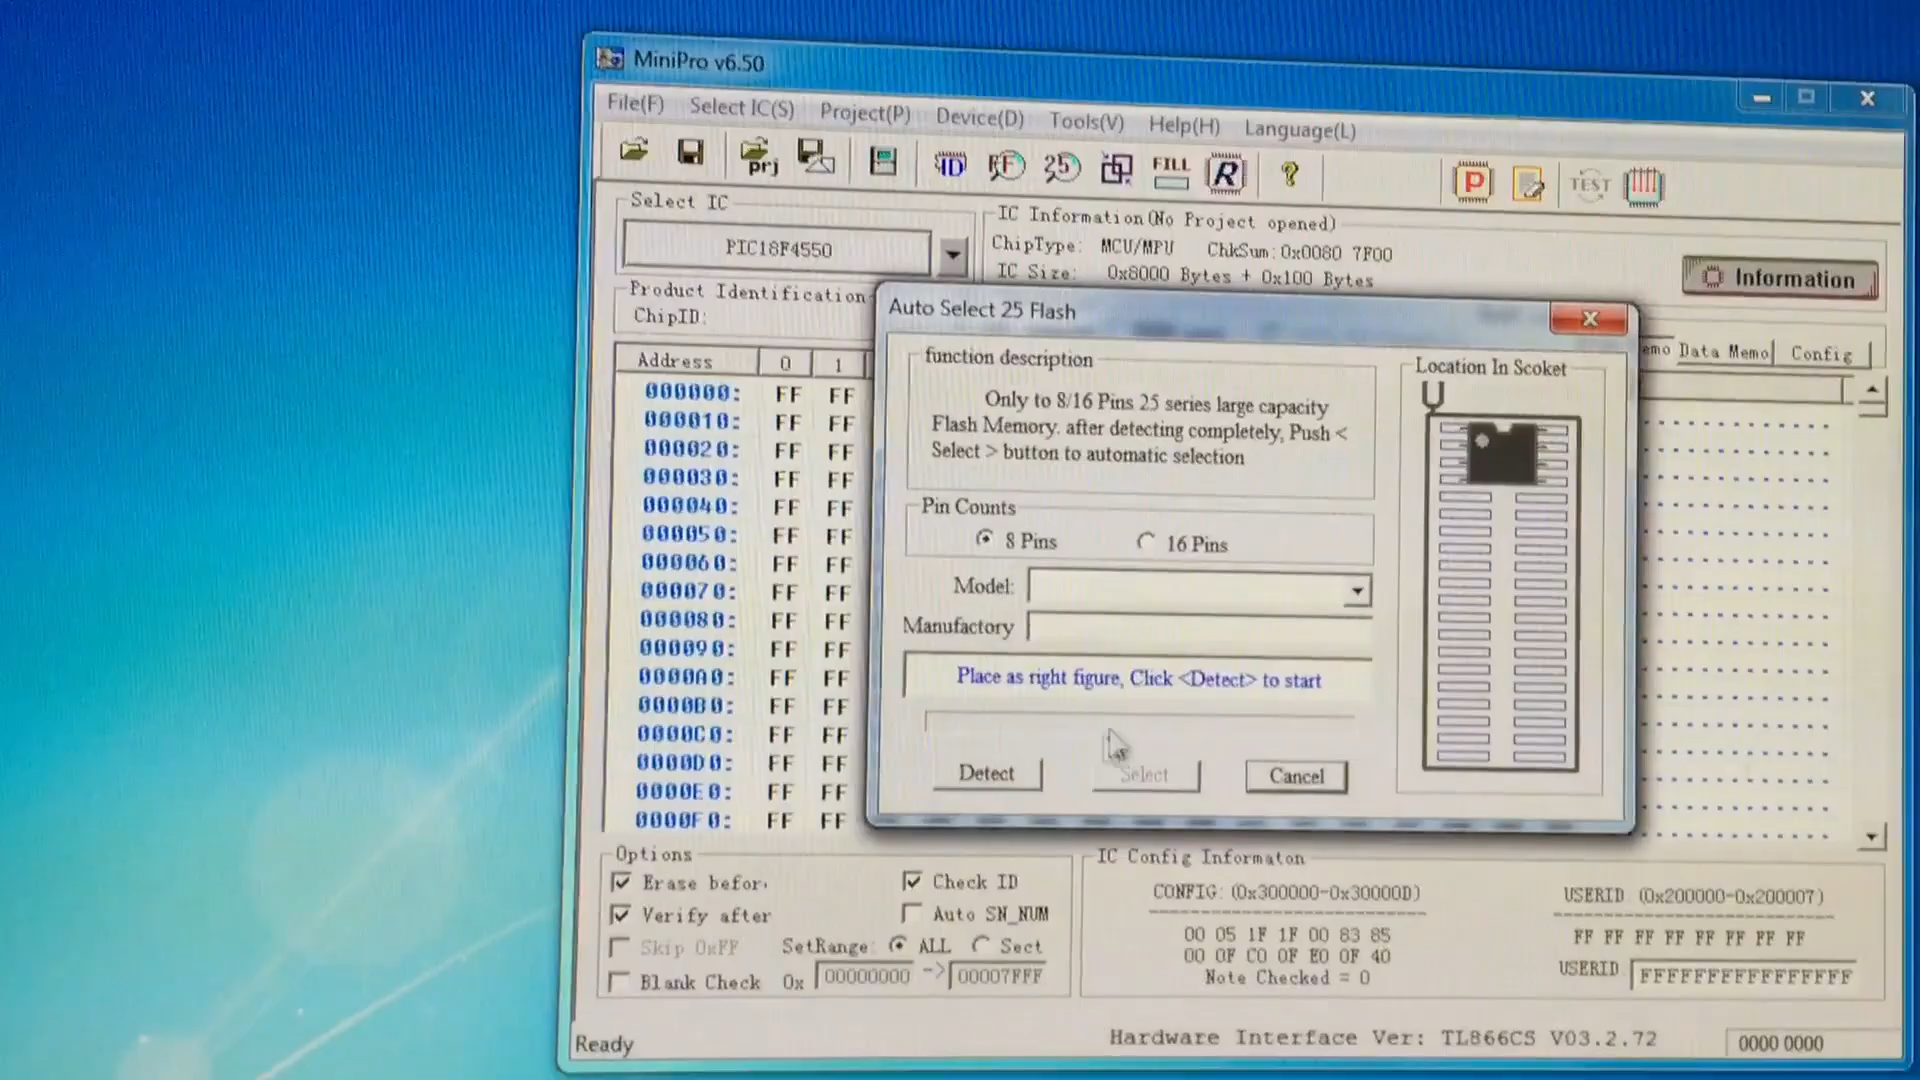 MiniPro v6.50
File(F) Select IC(S) Project(P) Device(D) Tools(V) Help(H) Language(L)
prj ID FF 25 FILL R ? P TEST
Select IC
PIC18F4550
IC Information(No Project opened)
ChipType: MCU/MPU ChkSum:0x0080 7F00
IC Size: 0x8000 Bytes + 0x100 Bytes
Information
Product Identification
ChipID:
Data Memo Config
Address 0 1
000000: FF FF
000010: FF FF
000020: FF FF
000030: FF FF
000040: FF FF
000050: FF FF
000060: FF FF
000070: FF FF
000080: FF FF
000090: FF FF
0000A0: FF FF
0000B0: FF FF
0000C0: FF FF
0000D0: FF FF
0000E0: FF FF
0000F0: FF FF
Auto Select 25 Flash
function description
Only to 8/16 Pins 25 series large capacity
Flash Memory. after detecting completely, Push <
Select > button to automatic selection
Pin Counts
8 Pins 16 Pins
Model:
Manufactory
Place as right figure, Click <Detect> to start
Detect Select Cancel
Location In Scoket
Options
Erase befor
Check ID
Verify after
Auto SN_NUM
Skip 0xFF SetRange: ALL Sect
Blank Check 0x 00000000 -> 00007FFF
IC Config Informaton
CONFIG: (0x300000-0x30000D)
00 05 1F 1F 00 83 85
00 0F C0 0F E0 0F 40
Note Checked = 0
USERID (0x200000-0x200007)
FF FF FF FF FF FF FF FF
USERID FFFFFFFFFFFFFFFF
Ready
Hardware Interface Ver: TL866CS V03.2.72
0000 0000